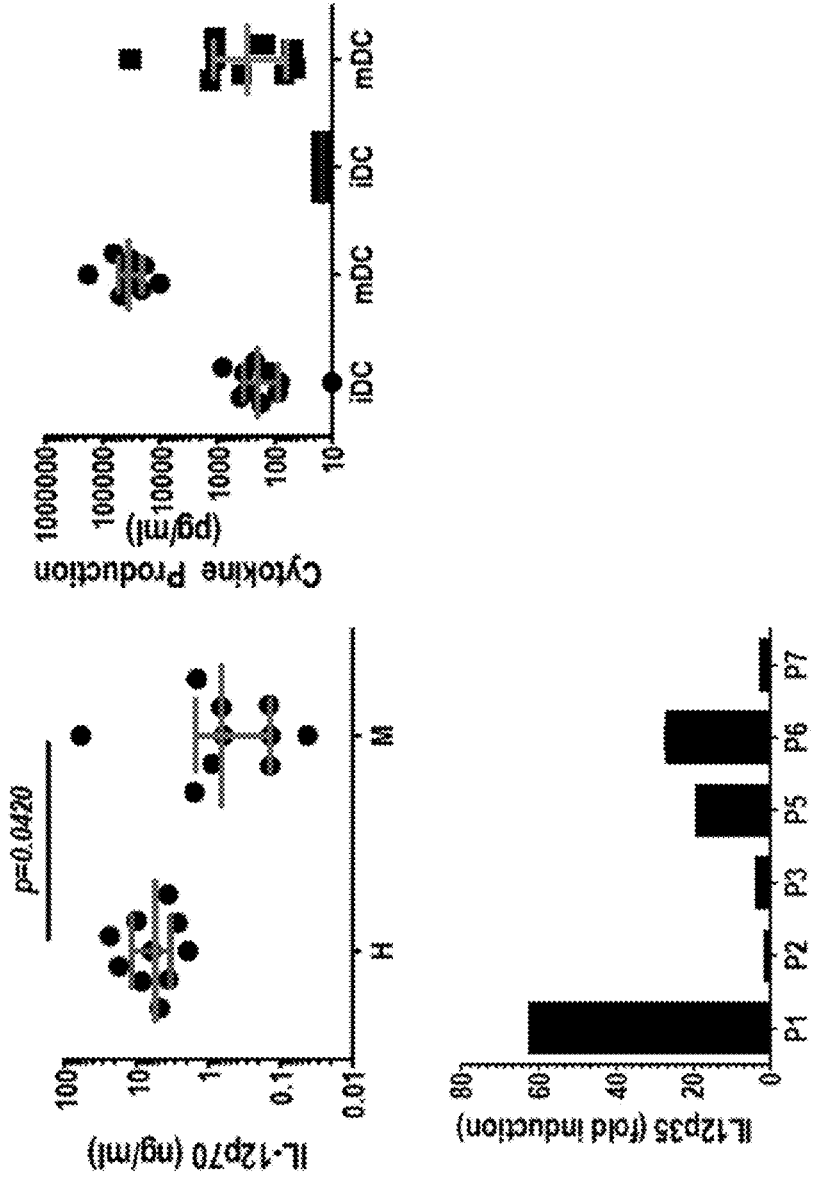 p=0.0420
IL-12p70 (ng/ml)
100
10
1
0.1
0.01
H
M
Cytokine Production
(pg/ml)
1000000
100000
10000
1000
100
10
iDC
mDC
iDC
mDC
IL12p35 (fold induction)
80
60
40
20
0
P1
P2
P3
P5
P6
P7